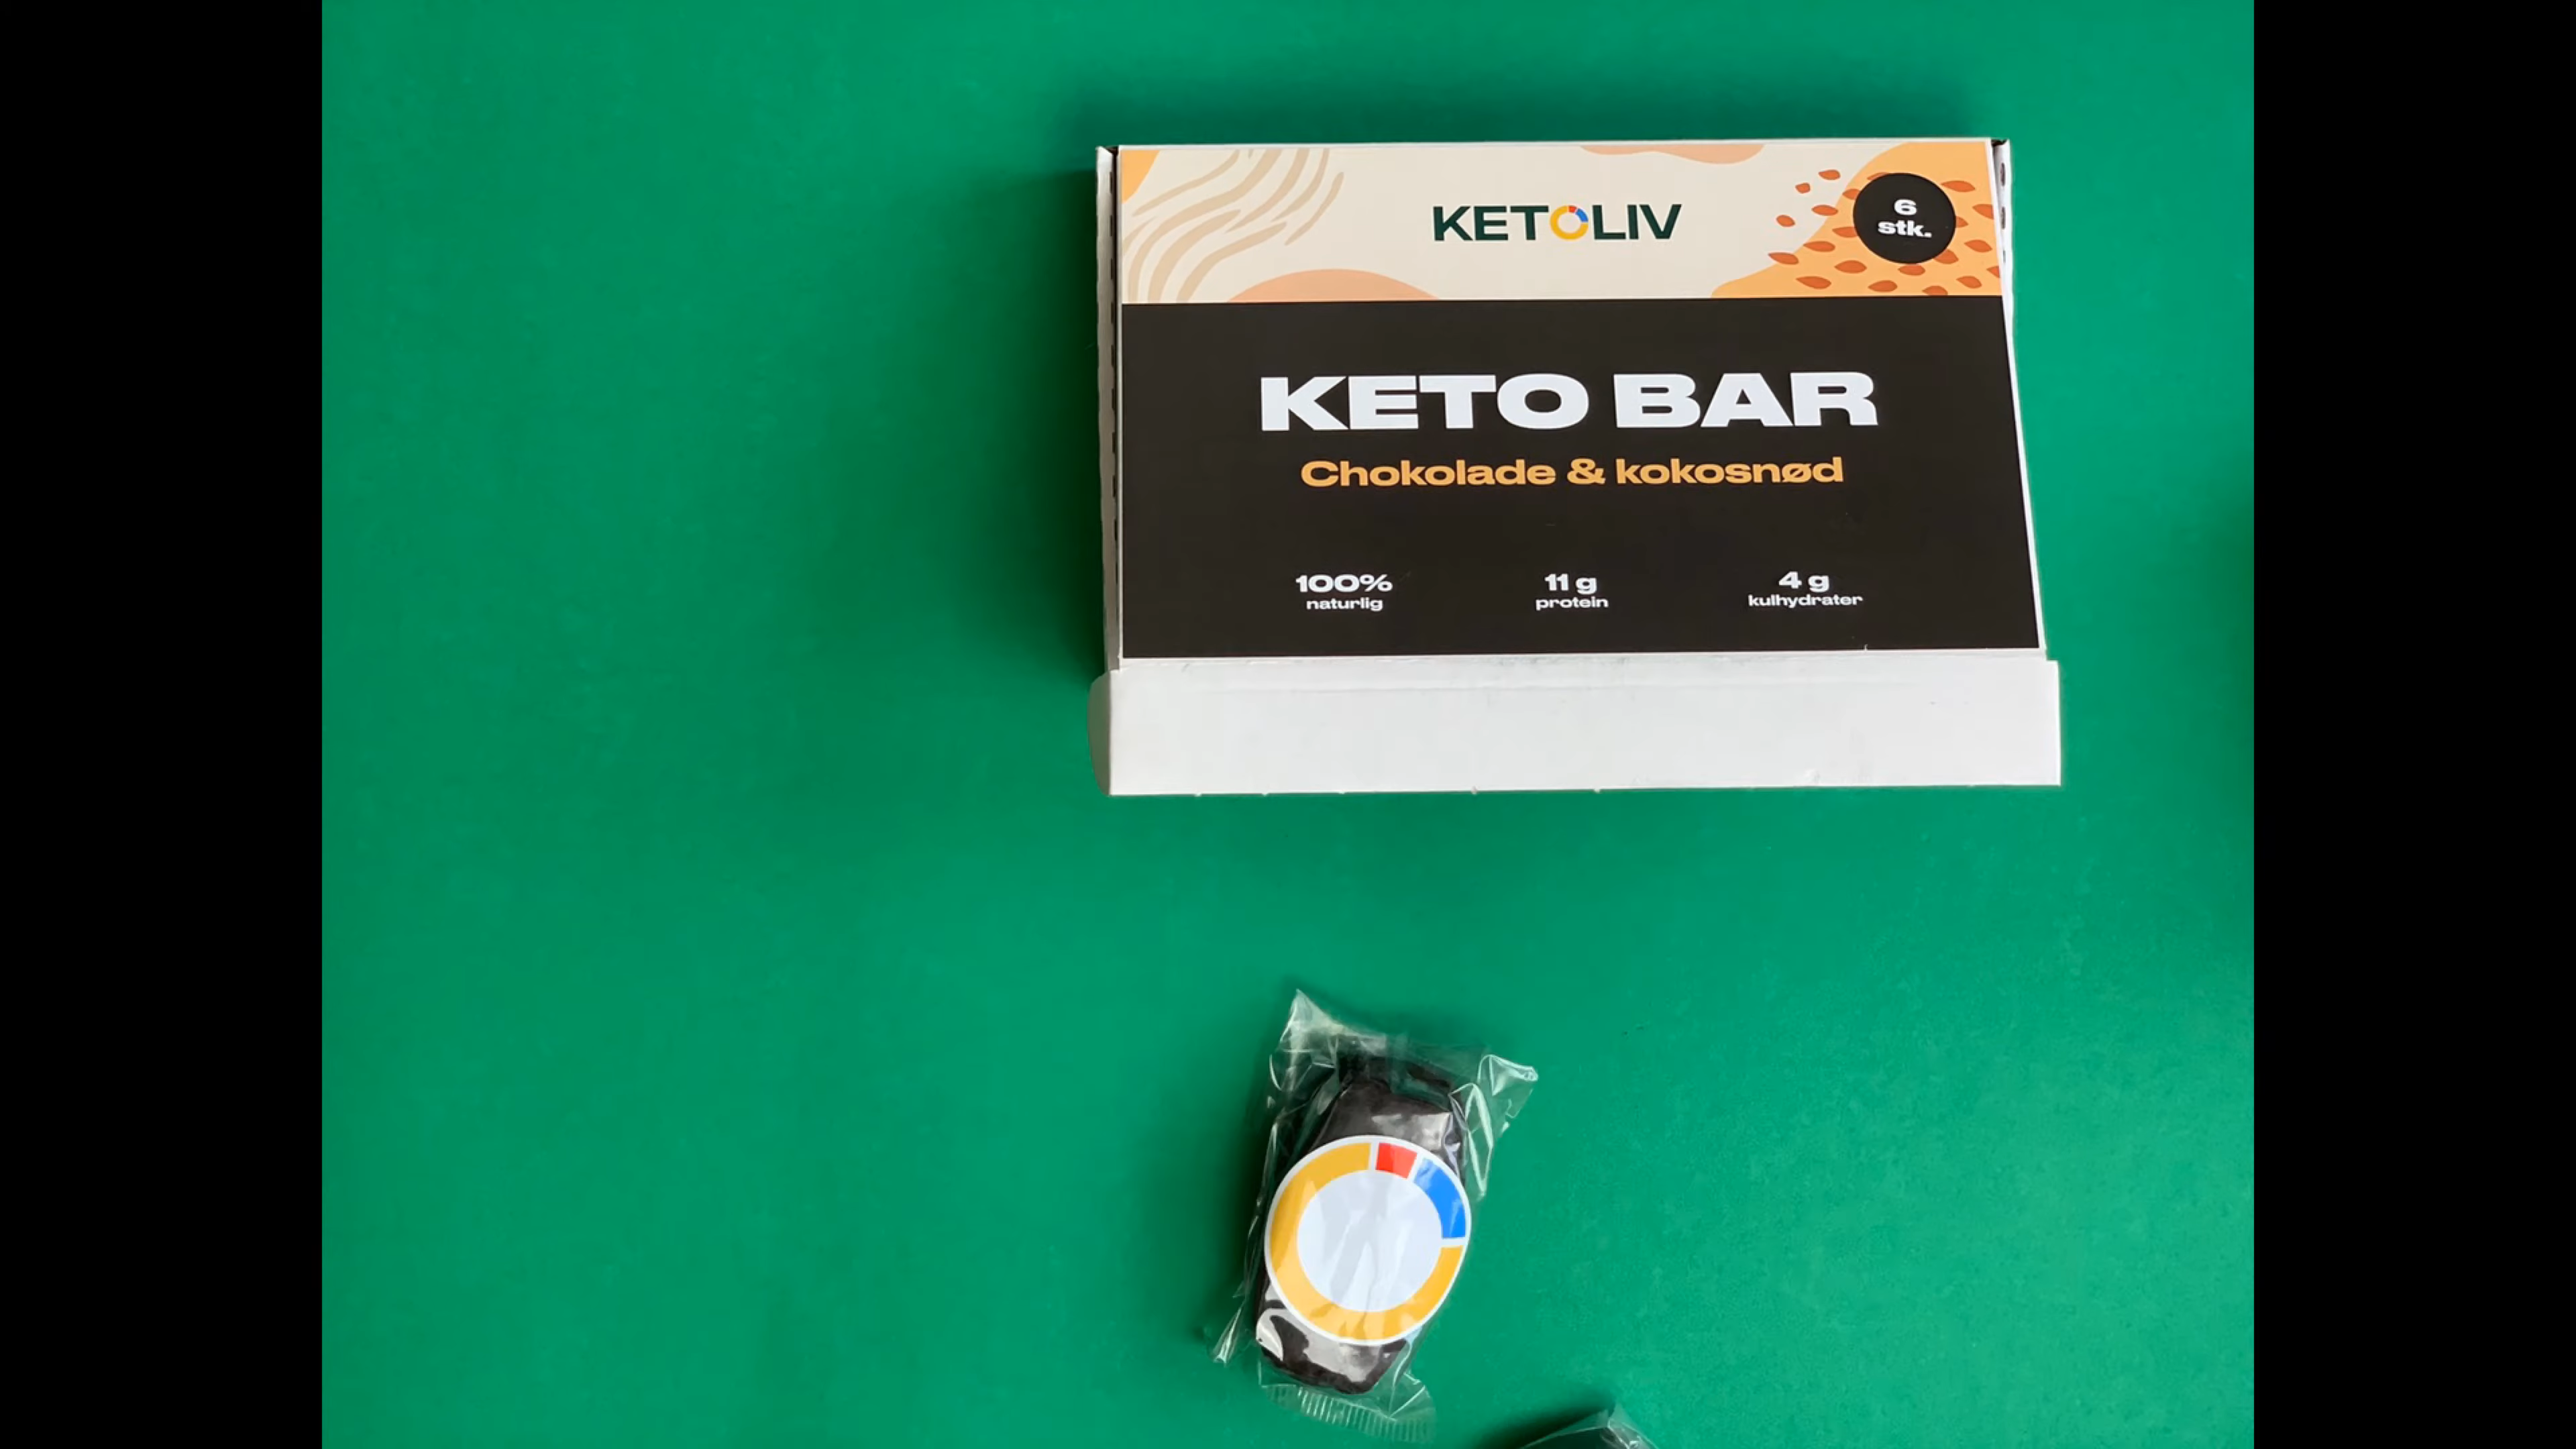 KETOLIV
6
stk.
KETO BAR
Chokolade & kokosnød
100%
naturlig
11 g
protein
4 g
kulhydrater